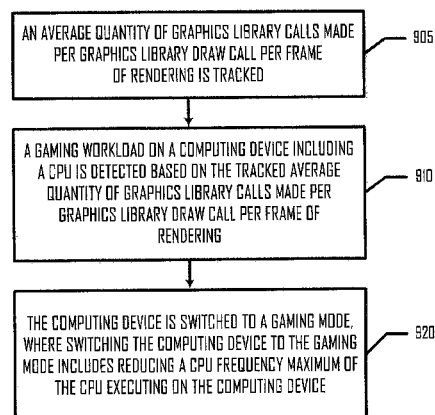 AN AVERAGE QUANTITY OF GRAPHICS LIBRARY CALLS MADE
PER GRAPHICS LIBRARY DRAW CALL PER FRAME
OF RENDERING IS TRACKED
905
A GAMING WORKLOAD ON A COMPUTING DEVICE INCLUDING
A CPU IS DETECTED BASED ON THE TRACKED AVERAGE
QUANTITY OF GRAPHICS LIBRARY CALLS MADE PER
GRAPHICS LIBRARY DRAW CALL PER FRAME OF
RENDERING
910
THE COMPUTING DEVICE IS SWITCHED TO A GAMING MODE,
WHERE SWITCHING THE COMPUTING DEVICE TO THE GAMING
MODE INCLUDES REDUCING A CPU FREQUENCY MAXIMUM OF
THE CPU EXECUTING ON THE COMPUTING DEVICE
920